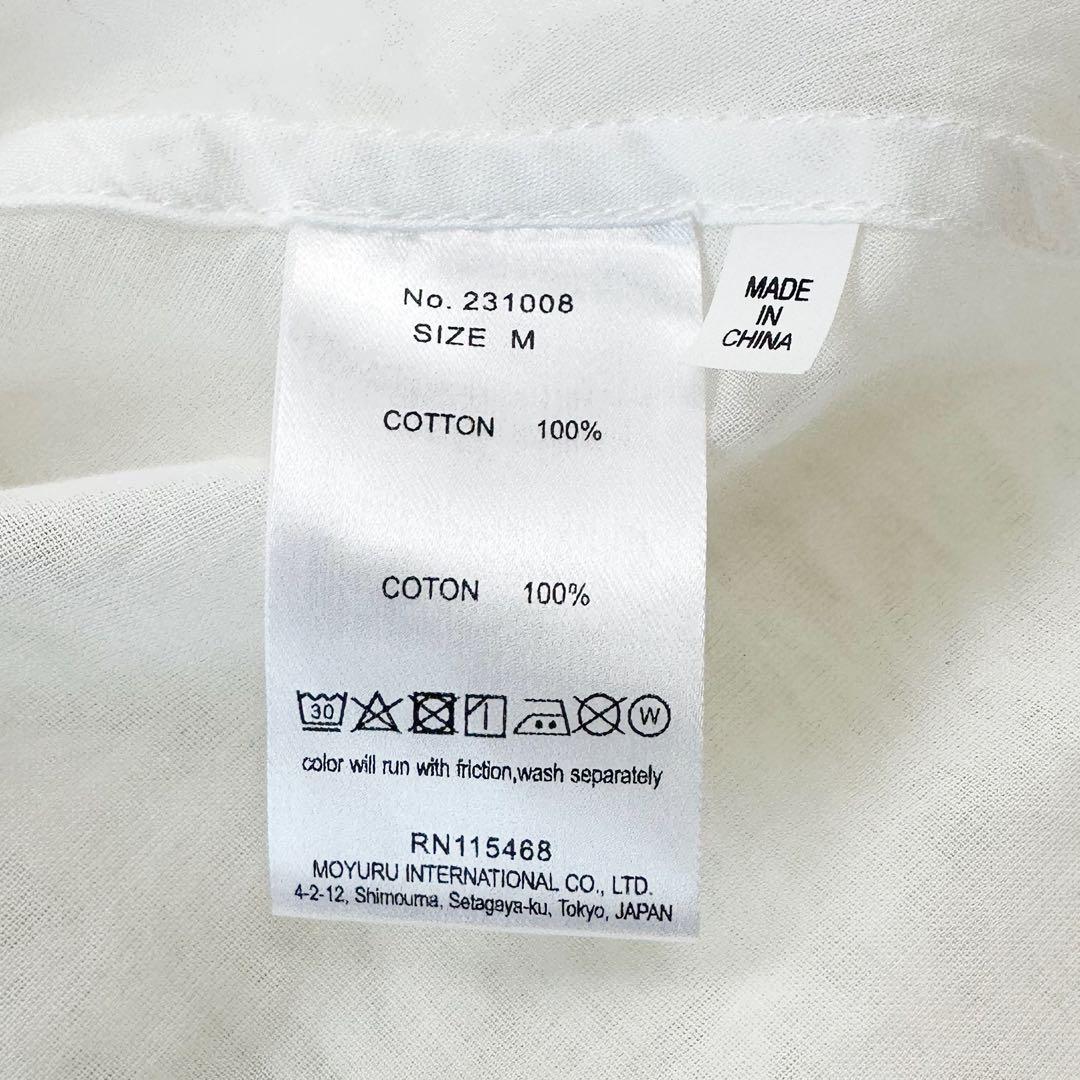 No. 231008
SIZE M
COTTON 100%
COTON 100%
30
W
color will run with friction,wash separately
RN115468
MOYURU INTERNATIONAL CO., LTD.
4-2-12, Shimouma, Setagaya-ku, Tokyo, JAPAN
MADE
IN
CHINA